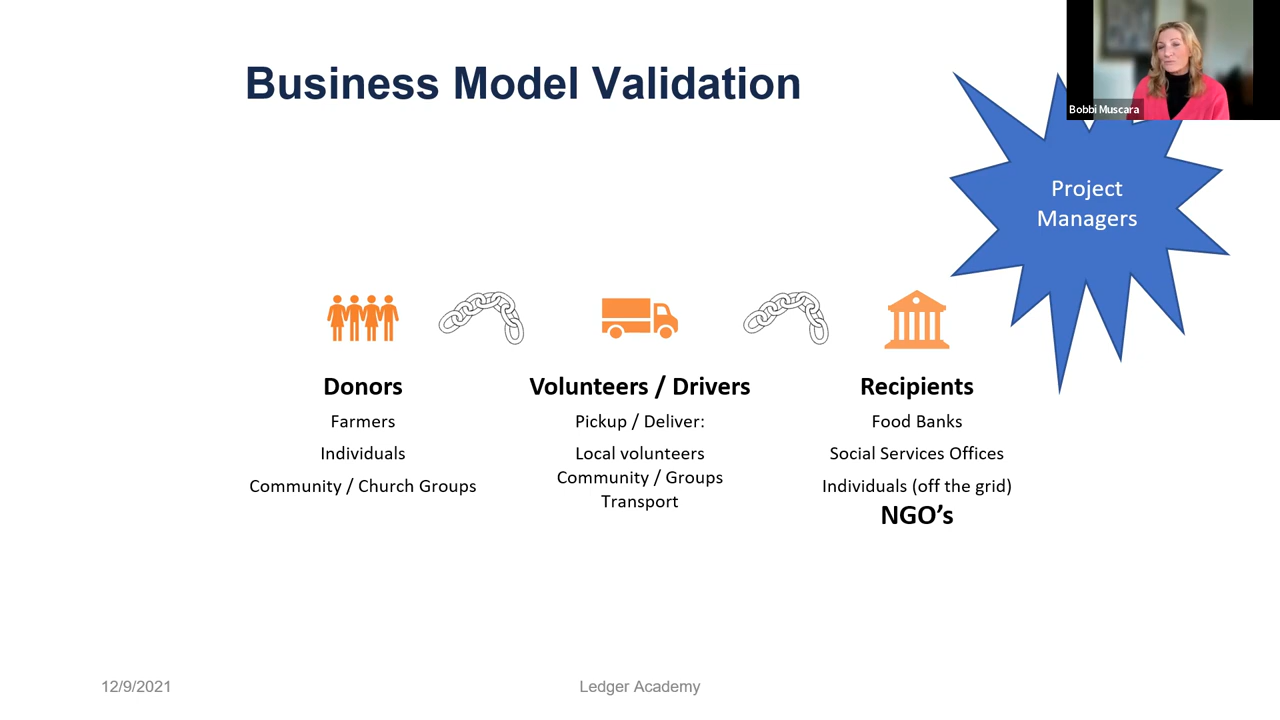 Business Model Validation
Bobbi Muscara
Project
Managers
Donors
Farmers
Individuals
Community / Church Groups
Volunteers / Drivers
Pickup / Deliver:
Local volunteers
Community / Groups
Transport
Recipients
Food Banks
Social Services Offices
Individuals (off the grid)
NGO’s
12/9/2021
Ledger Academy